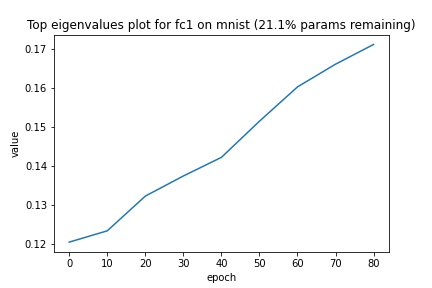 Top eigenvalues plot for fc1 on mnist (21.1% params remaining)
0.17
0.16
0.15
0.14
0.13
0.12
value
0 10 20 30 40 50 60 70 80
epoch